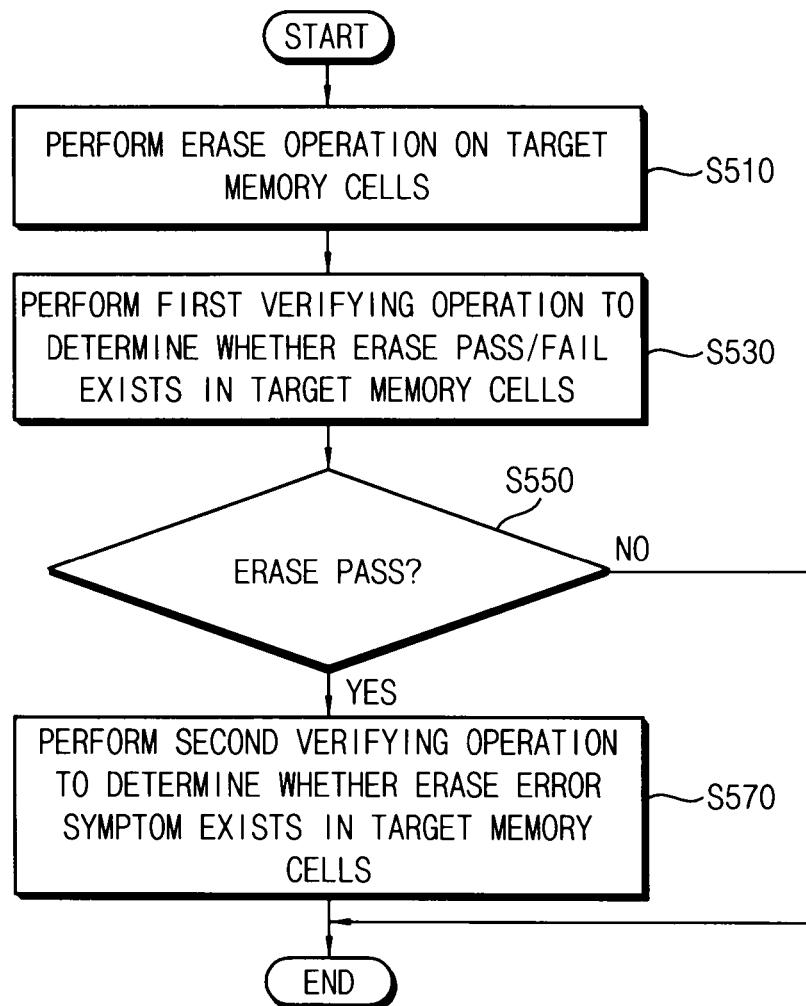 START
PERFORM ERASE OPERATION ON TARGET
MEMORY CELLS
S510
PERFORM FIRST VERIFYING OPERATION TO
DETERMINE WHETHER ERASE PASS/FAIL
EXISTS IN TARGET MEMORY CELLS
S530
S550
ERASE PASS?
NO
YES
PERFORM SECOND VERIFYING OPERATION
TO DETERMINE WHETHER ERASE ERROR
SYMPTOM EXISTS IN TARGET MEMORY
CELLS
S570
END